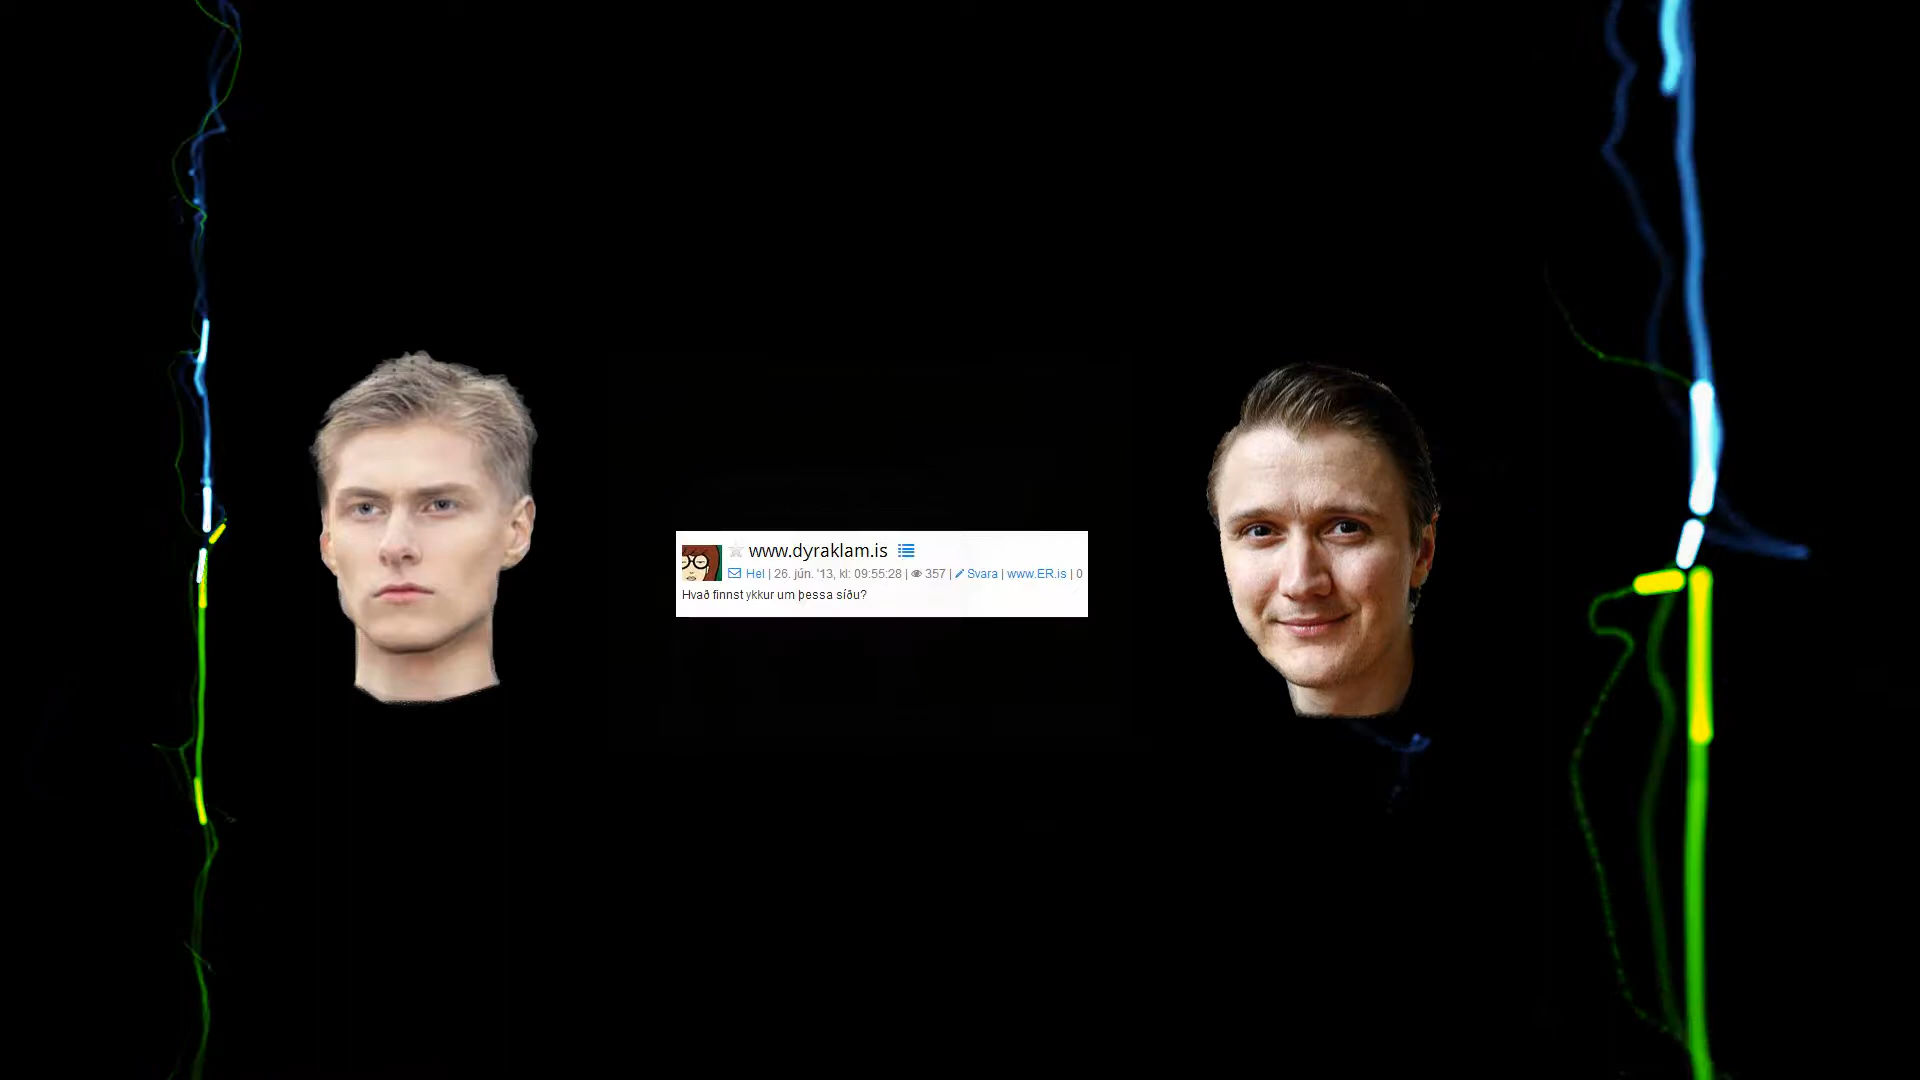 www.dyraklam.is
Hel | 26. jún. '13, kl: 09:55:28 | 357 | Svara | www.ER.is | 0
Hvað finnst ykkur um þessa síðu?